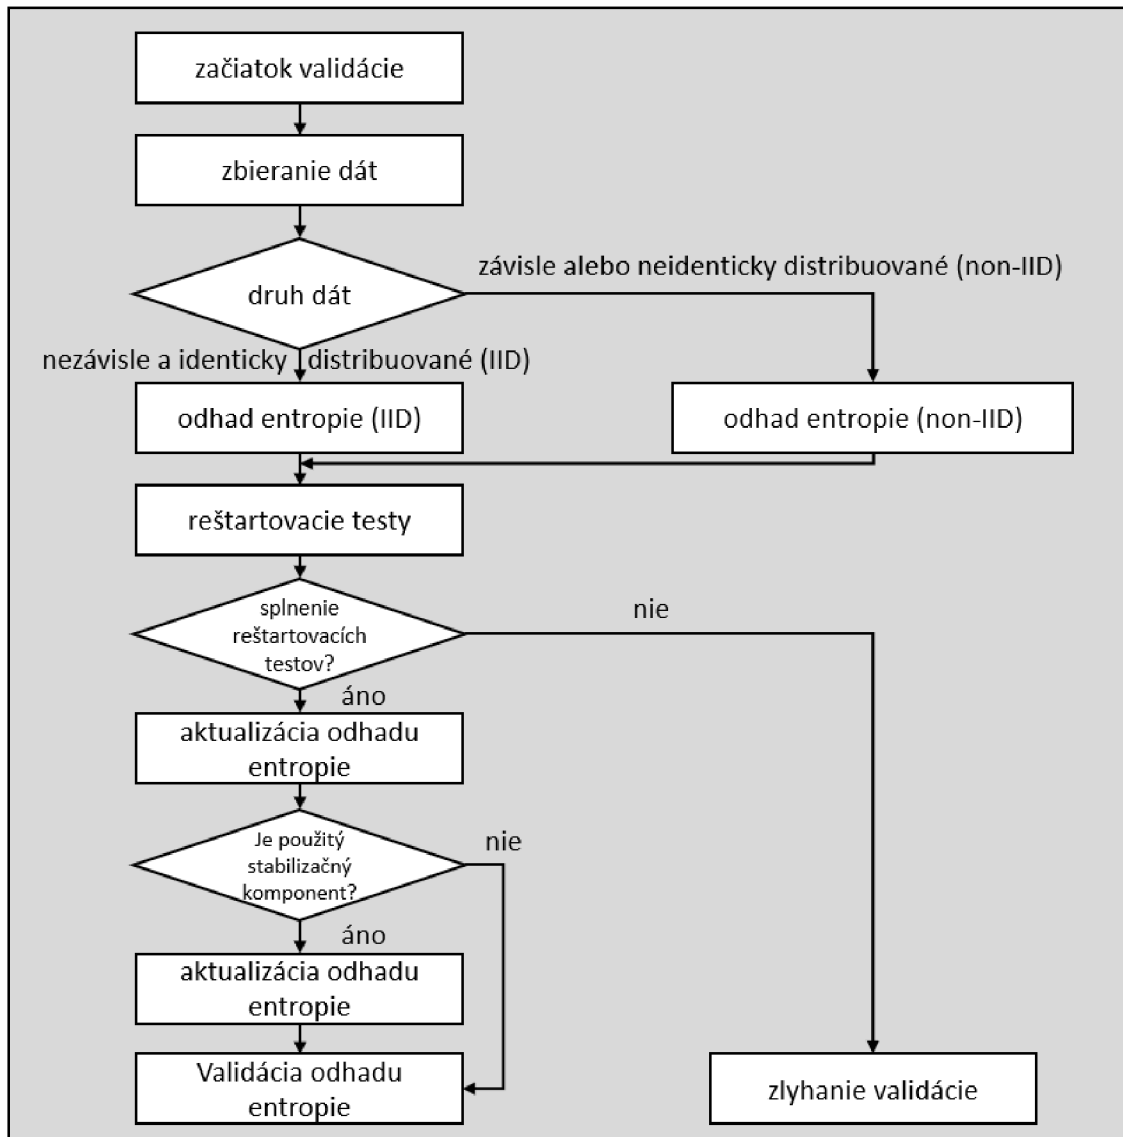 začiatok validácie
zbieranie dát
závisle alebo neidenticky distribuované (non-IID)
druh dát
nezávisle a identicky distribuované (IID)
odhad entropie (IID)
odhad entropie (non-IID)
reštartovacie testy
splnenie
reštartovacích
testov?
nie
áno
aktualizácia odhadu
entropie
Je použitý
stabilizačný
komponent?
nie
áno
aktualizácia odhadu
entropie
Validácia odhadu
entropie
zlyhanie validácie